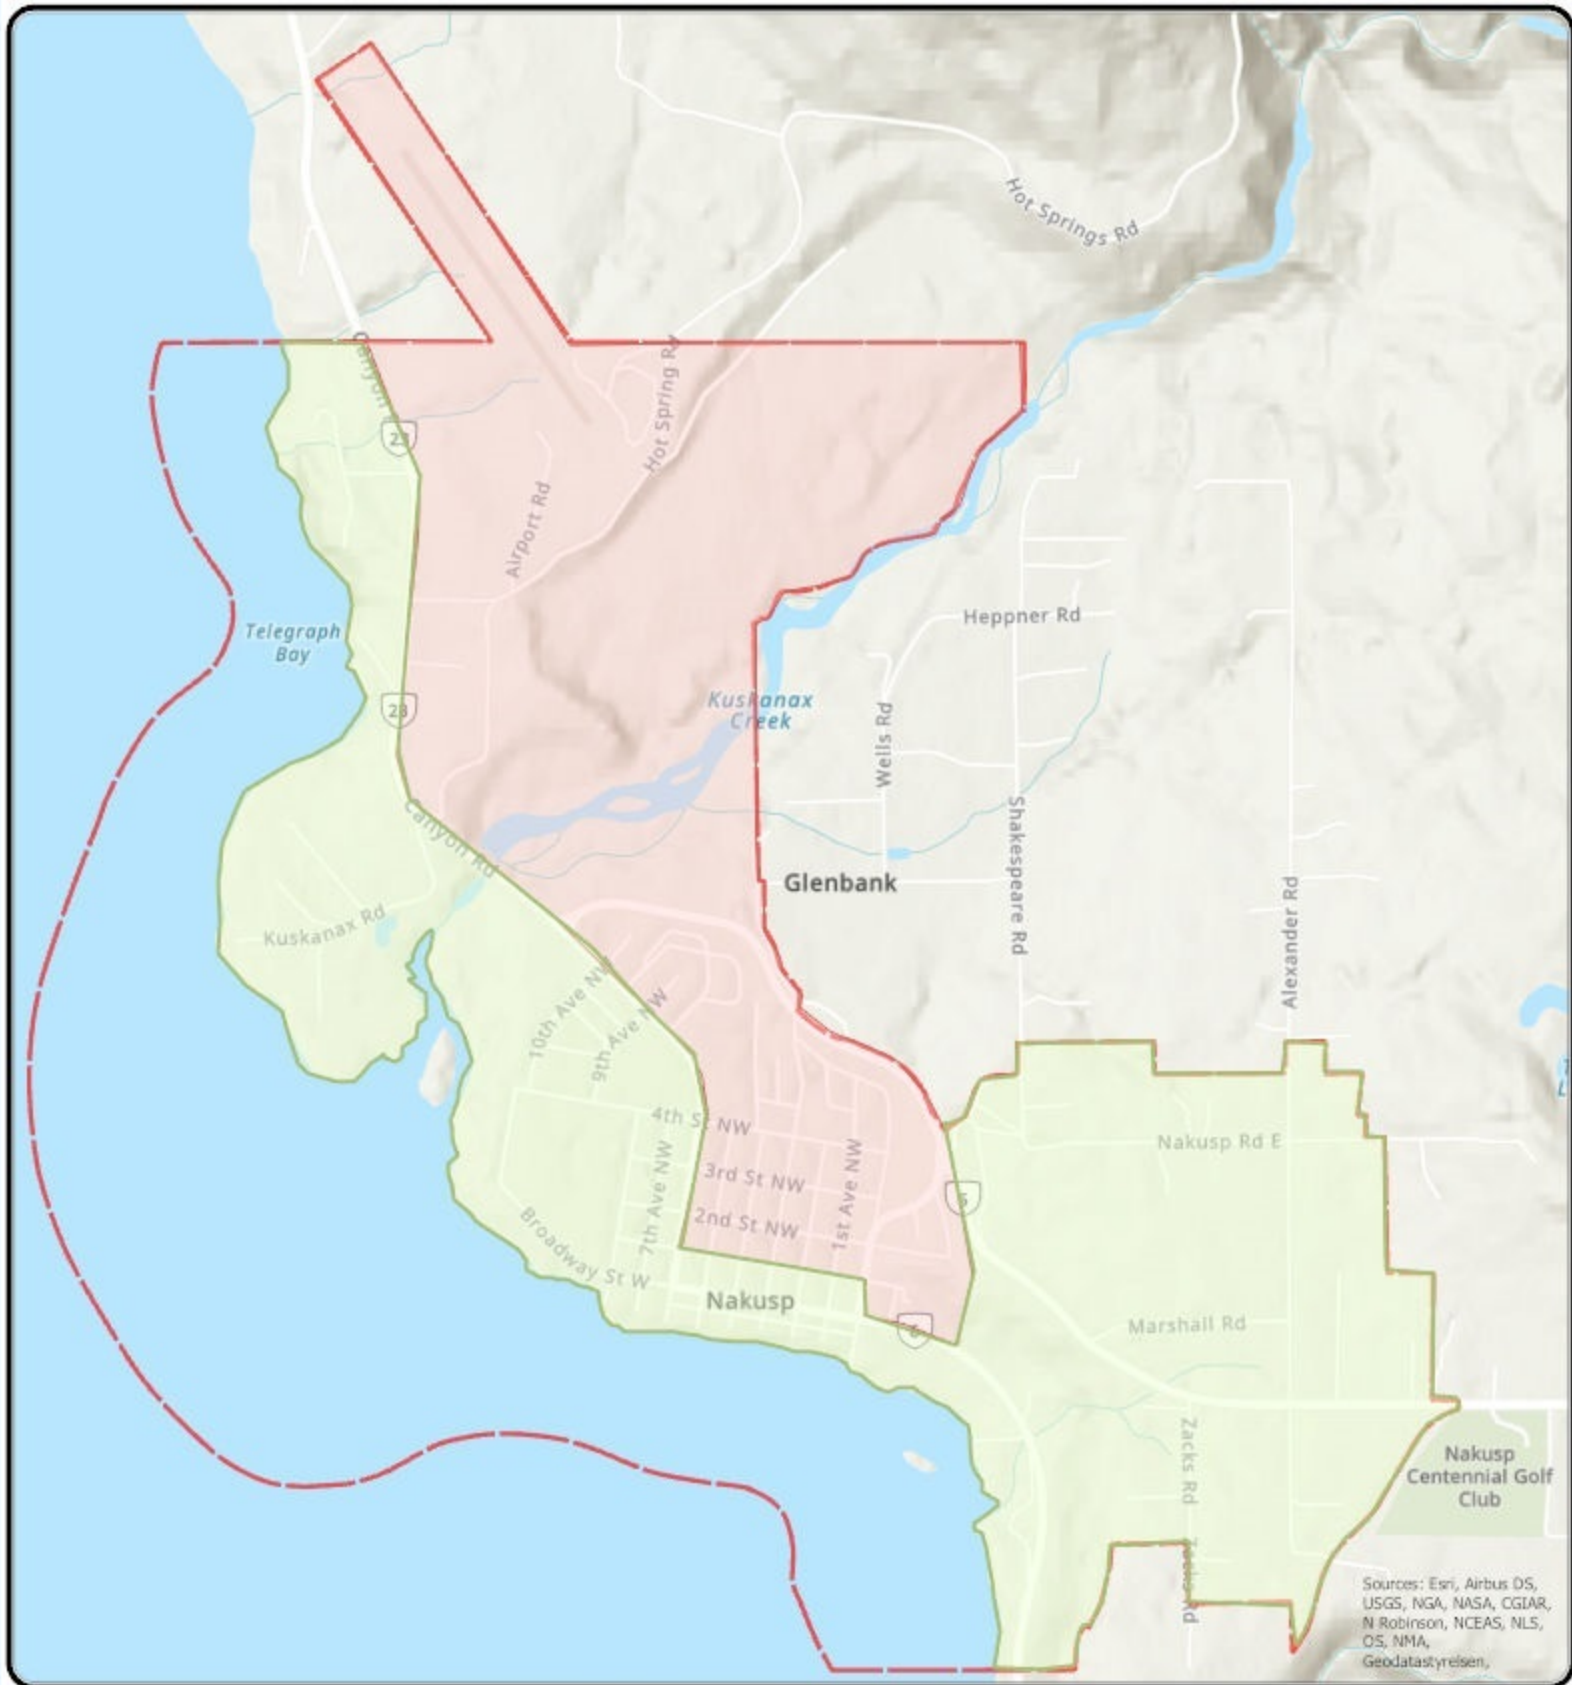 Hot Springs Rd
Canyon
23
Hot Spring Rd
Airport Rd
Heppner Rd
Telegraph
Bay
23
Kuskanax
Creek
Wells Rd
Shakespeare Rd
Canyon Rd
Glenbank
Alexander Rd
Kuskanax Rd
10th Ave NW
9th Ave NW
4th St NW
3rd St NW
2nd St NW
7th Ave NW
1st Ave NW
Nakusp Rd E
6
Broadway St W
Nakusp
6
Marshall Rd
Zacks Rd
Nakusp
Centennial Golf
Club
Zacks Rd
Sources: Esri, Airbus DS,
USGS, NGA, NASA, CGIAR,
N Robinson, NCEAS, NLS,
OS, NMA,
Geodatastyrelsen,